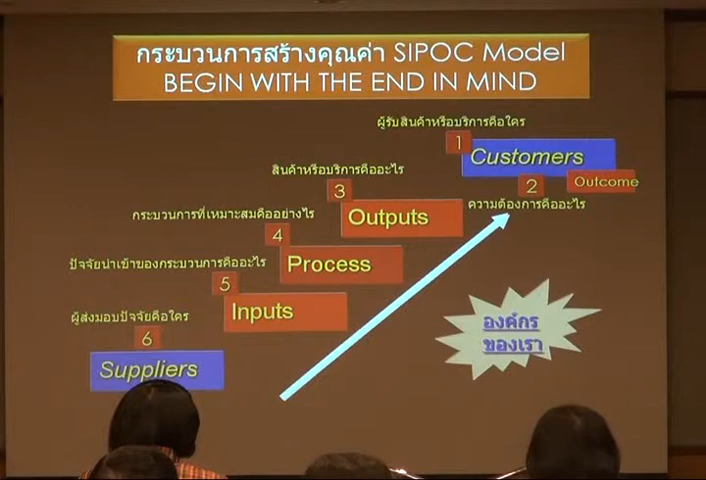 กระบวนการสร้างคุณค่า SIPOC Model
BEGIN WITH THE END IN MIND
ผู้รับสินค้าหรือบริการคือใคร
1
Customers
2
Outcome
ความต้องการคืออะไร
สินค้าหรือบริการคืออะไร
3
Outputs
กระบวนการที่เหมาะสมคืออย่างไร
4
Process
ปัจจัยนำเข้าของกระบวนการคืออะไร
5
Inputs
ผู้ส่งมอบปัจจัยคือใคร
6
Suppliers
องค์กร
ของเรา